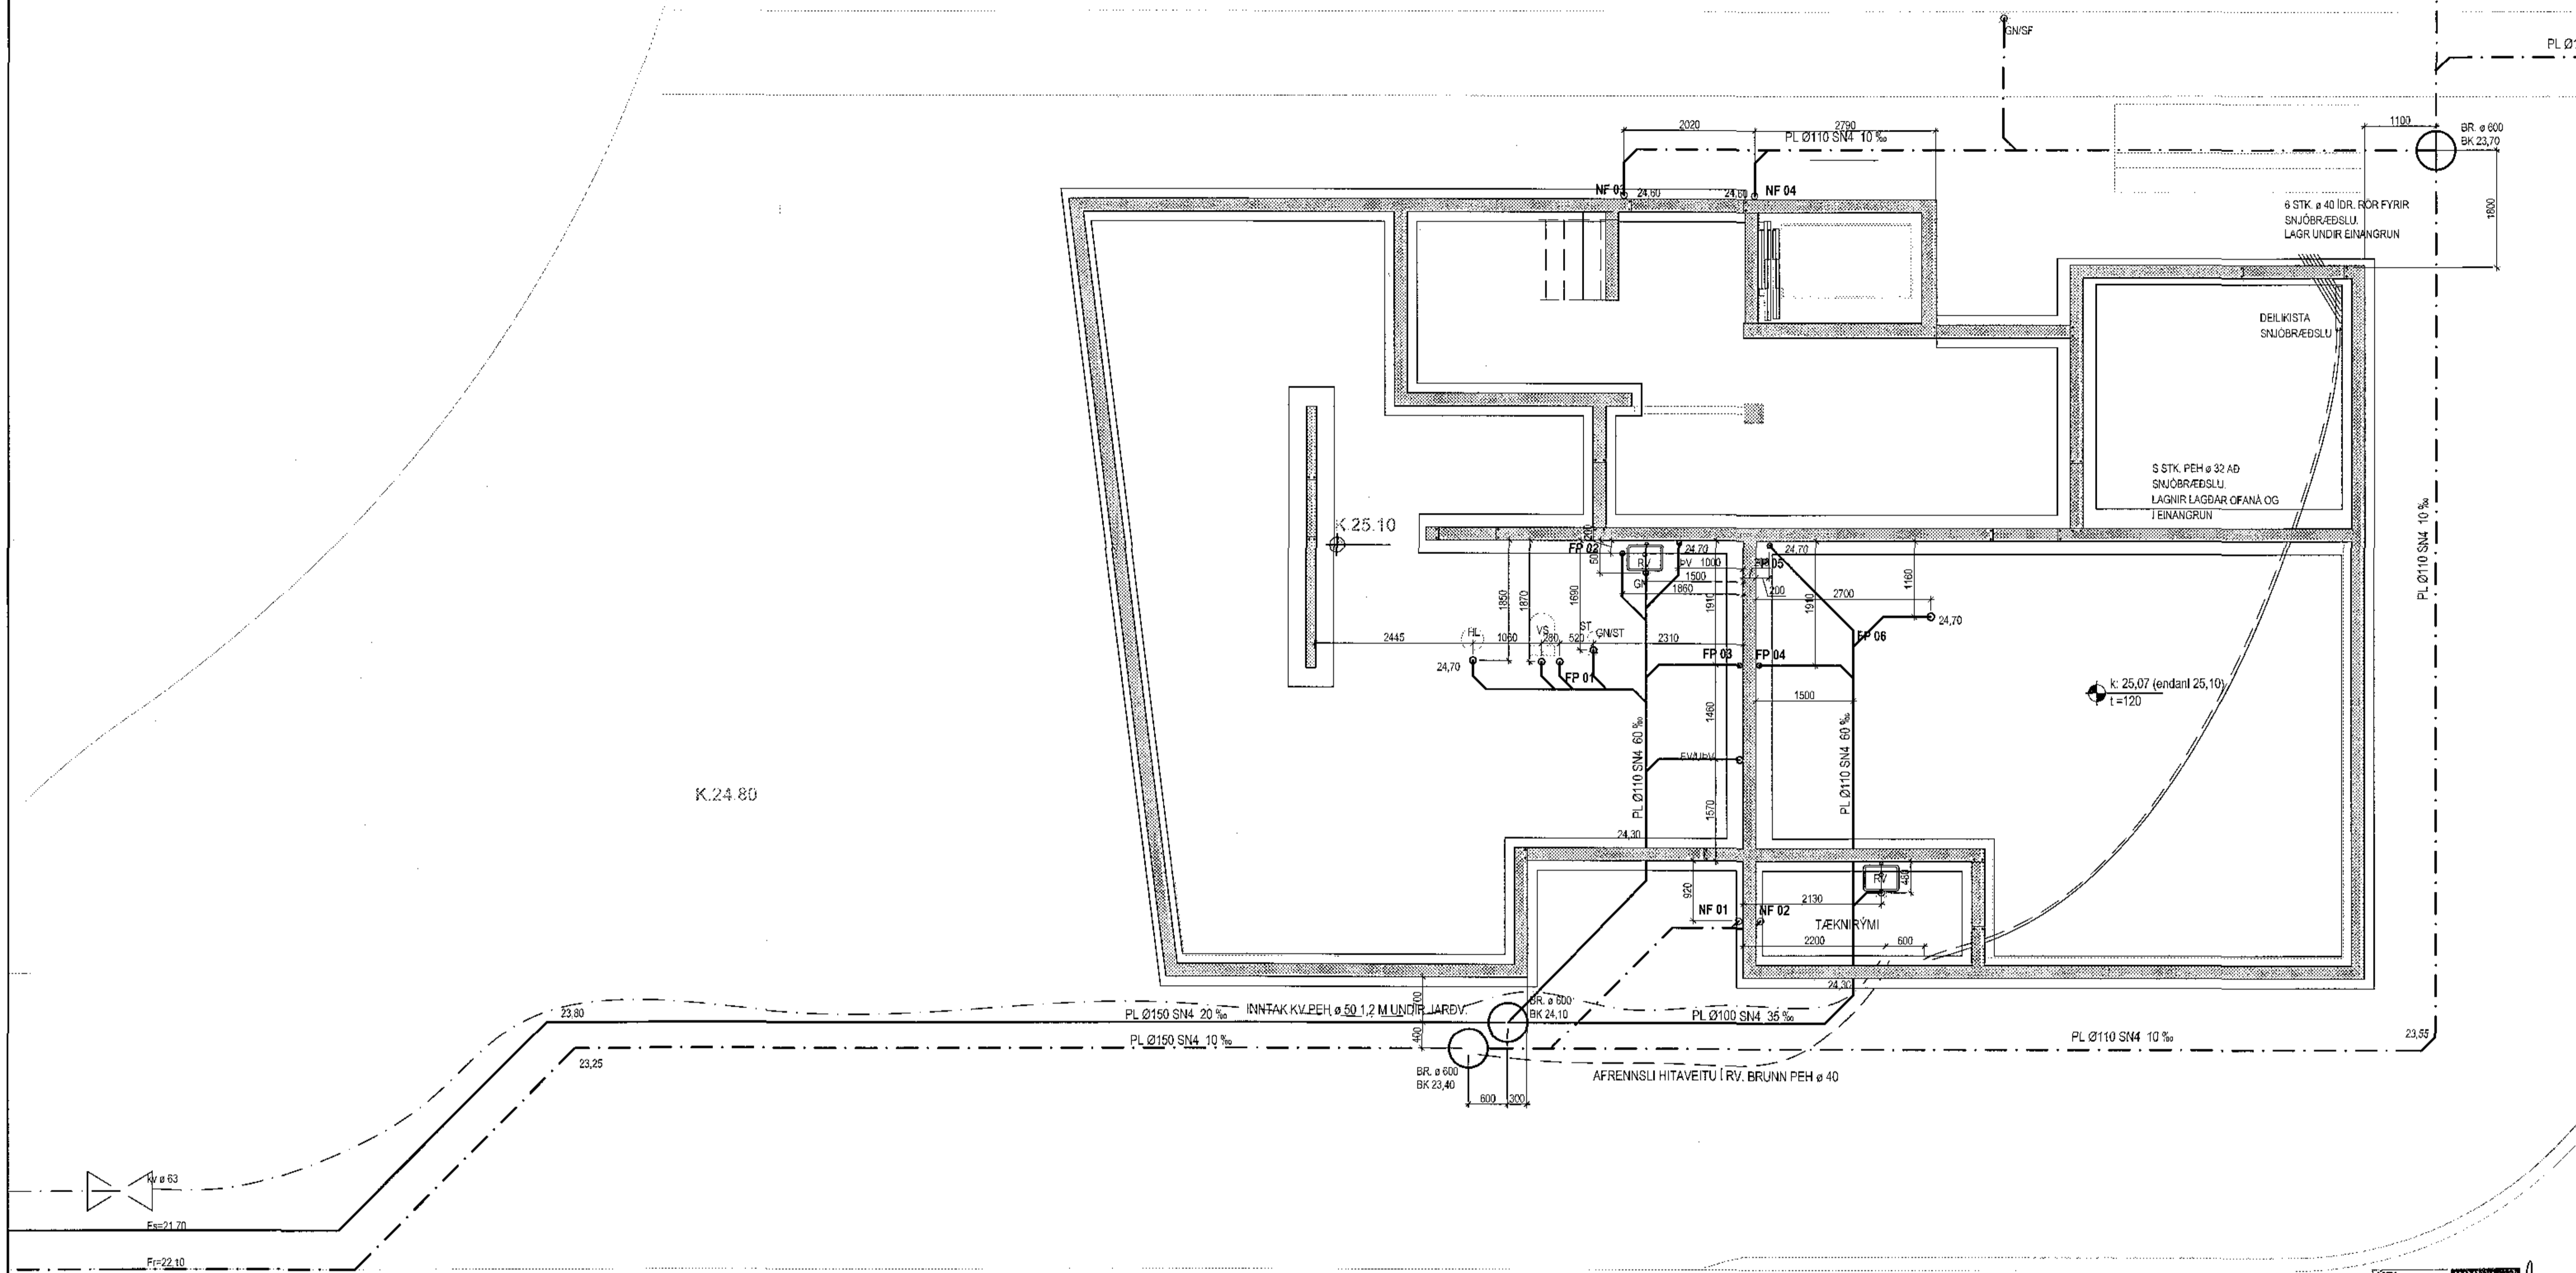 GN/SF
PL Ø1
2020
2790
PL Ø110 SN4 10 ‰
1100
BR. ø 600
BK 23,70
NF 03
24,60
24,60
NF 04
6 STK. ø 40 ÍDR. RÖR FYRIR
SNJÓBRÆÐSLU.
LAGR UNDIR EINANGRUN
1800
DEILIKISTA
SNJÓBRÆÐSLU
K.25.10
S STK. PEH ø 32 AÐ
SNJÓBRÆÐSLU.
LAGNIR LAGÐAR OFANÁ OG
Í EINANGRUN
PL Ø110 SN4 10 ‰
200
FP 02
RV
24,70
24,70
500
ÞV
1000
GN
1500
1860
200
1850
1870
1690
1910
1910
2700
1160
24,70
HL
VS
ST
GN/ST
2445
1060
280
520
2310
FP 06
24,70
FP 01
FP 03
FP 04
1500
k: 25,07 (endanl 25,10)
t =120
1460
PL Ø110 SN4 60 ‰
PL Ø110 SN4 60 ‰
K.24.80
1570
24,30
920
RV
480
2130
NF 01
NF 02
TÆKNIRÝMI
2200
600
24,30
23,80
PL Ø150 SN4 20 ‰
INNTAK KV PEH ø 50 1,2 M UNDIR JARÐV.
BR. ø 600
BK 24,10
PL Ø100 SN4 35 ‰
400
PL Ø150 SN4 10 ‰
PL Ø110 SN4 10 ‰
23,55
23,25
BR. ø 600
BK 23,40
AFRENNSLI HITAVEITU Í RV. BRUNN PEH ø 40
600
300
kv ø 63
Fs=21,70
Fr=22,10